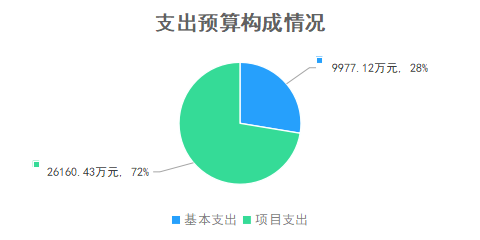 支出预算构成情况
9977.12万元, 28%
26160.43万元, 72%
基本支出 项目支出